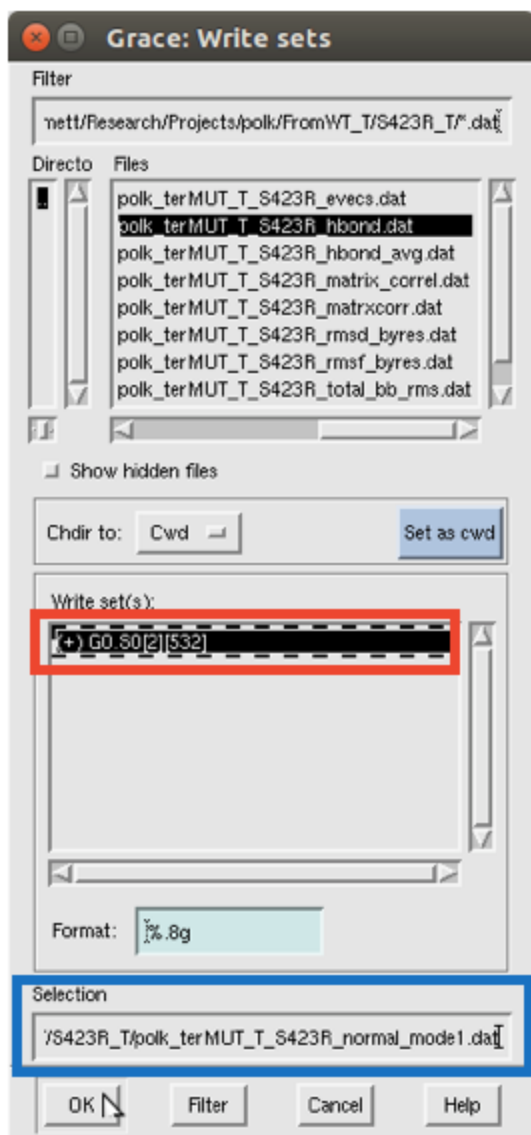 Grace: Write sets
Filter
mett/Research/Projects/polk/FromWT_T/S423R_T/*.dat
Directo Files
polk_terMUT_T_S423R_evecs.dat
polk_terMUT_T_S423R_hbond.dat
polk_terMUT_T_S423R_hbond_avg.dat
polk_terMUT_T_S423R_matrix_correl.dat
polk_terMUT_T_S423R_matrxcorr.dat
polk_terMUT_T_S423R_rmsd_byres.dat
polk_terMUT_T_S423R_rmsf_byres.dat
polk_terMUT_T_S423R_total_bb_rms.dat
Show hidden files
Chdir to: Cwd Set as cwd
Write set(s):
(+) G0.S0[2][532]
Format: %.8g
Selection
/S423R_T/polk_terMUT_T_S423R_normal_mode1.dat
OK Filter Cancel Help